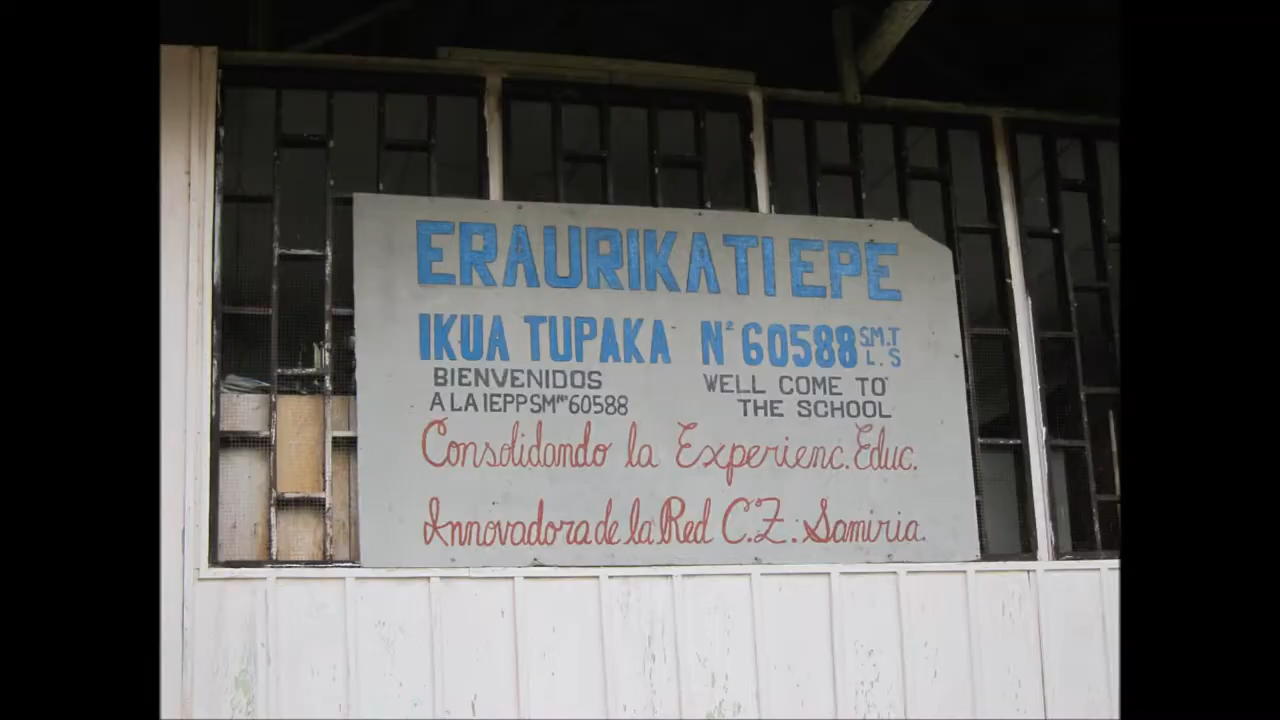 ERAURIKATI EPE
IKUA TUPAKA N° 60588 S.M.T
L. S
BIENVENIDOS
A LA IEPPSM Nº 60588
WELL COME TO
THE SCHOOL
Consolidando la Experienc. Educ.
Innovadora de la Red C.Z. Samiria.